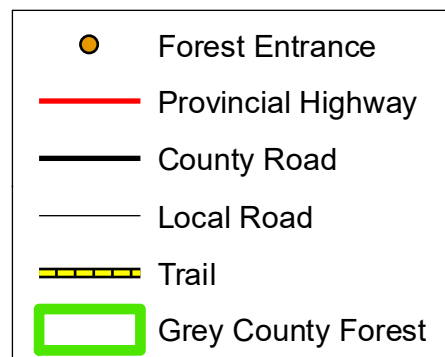 Forest Entrance
Provincial Highway
County Road
Local Road
Trail
Grey County Forest